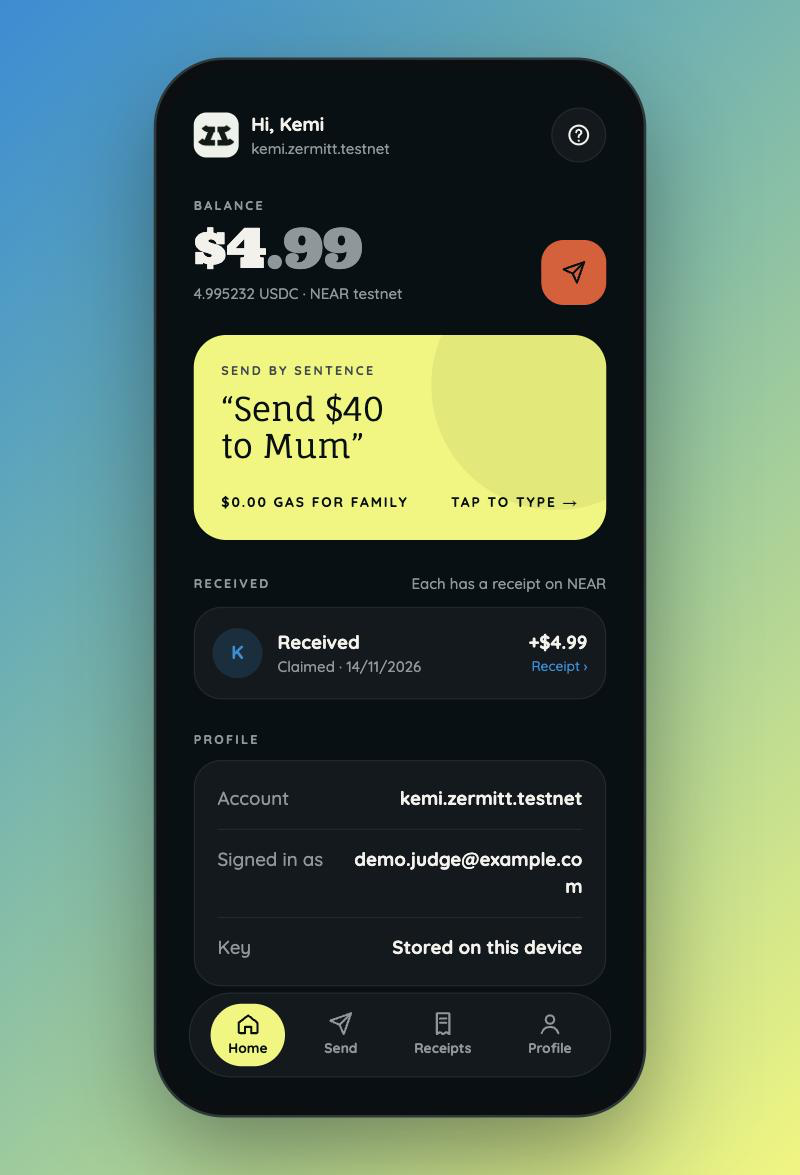 Hi, Kemi
kemi.zermitt.testnet
BALANCE
$4.99
4.995232 USDC · NEAR testnet
SEND BY SENTENCE
“Send $40
to Mum”
$0.00 GAS FOR FAMILY TAP TO TYPE →
RECEIVED Each has a receipt on NEAR
K
Received +$4.99
Claimed · 14/11/2026 Receipt ›
PROFILE
Account kemi.zermitt.testnet
Signed in as demo.judge@example.co
m
Key Stored on this device
Home Send Receipts Profile